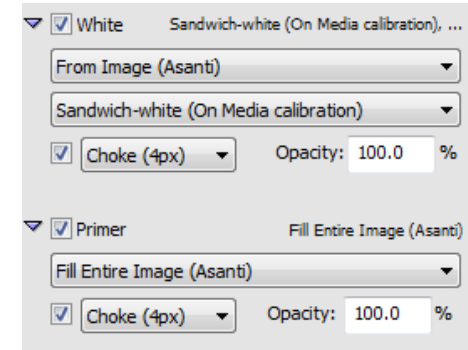 White Sandwich-white (On Media calibration), ...
From Image (Asanti)
Sandwich-white (On Media calibration)
Choke (4px) Opacity: 100.0 %
Primer Fill Entire Image (Asanti)
Fill Entire Image (Asanti)
Choke (4px) Opacity: 100.0 %